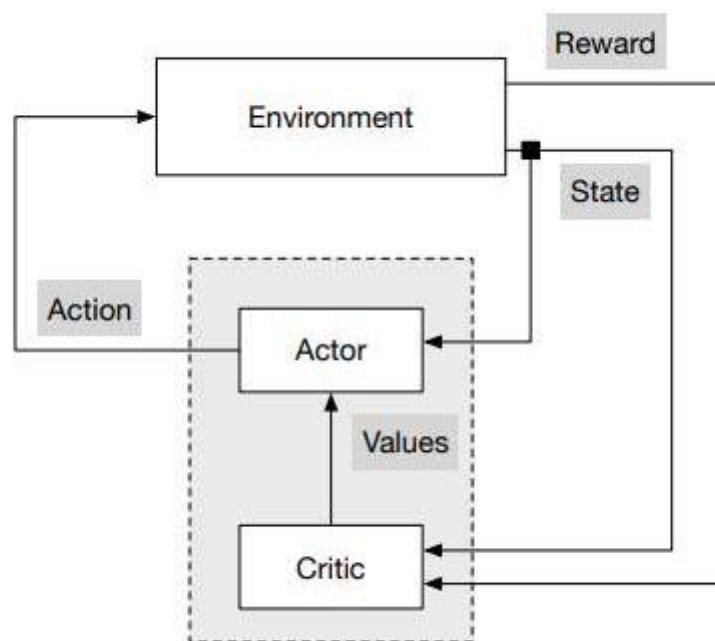 Reward
Environment
State
Action
Actor
Values
Critic